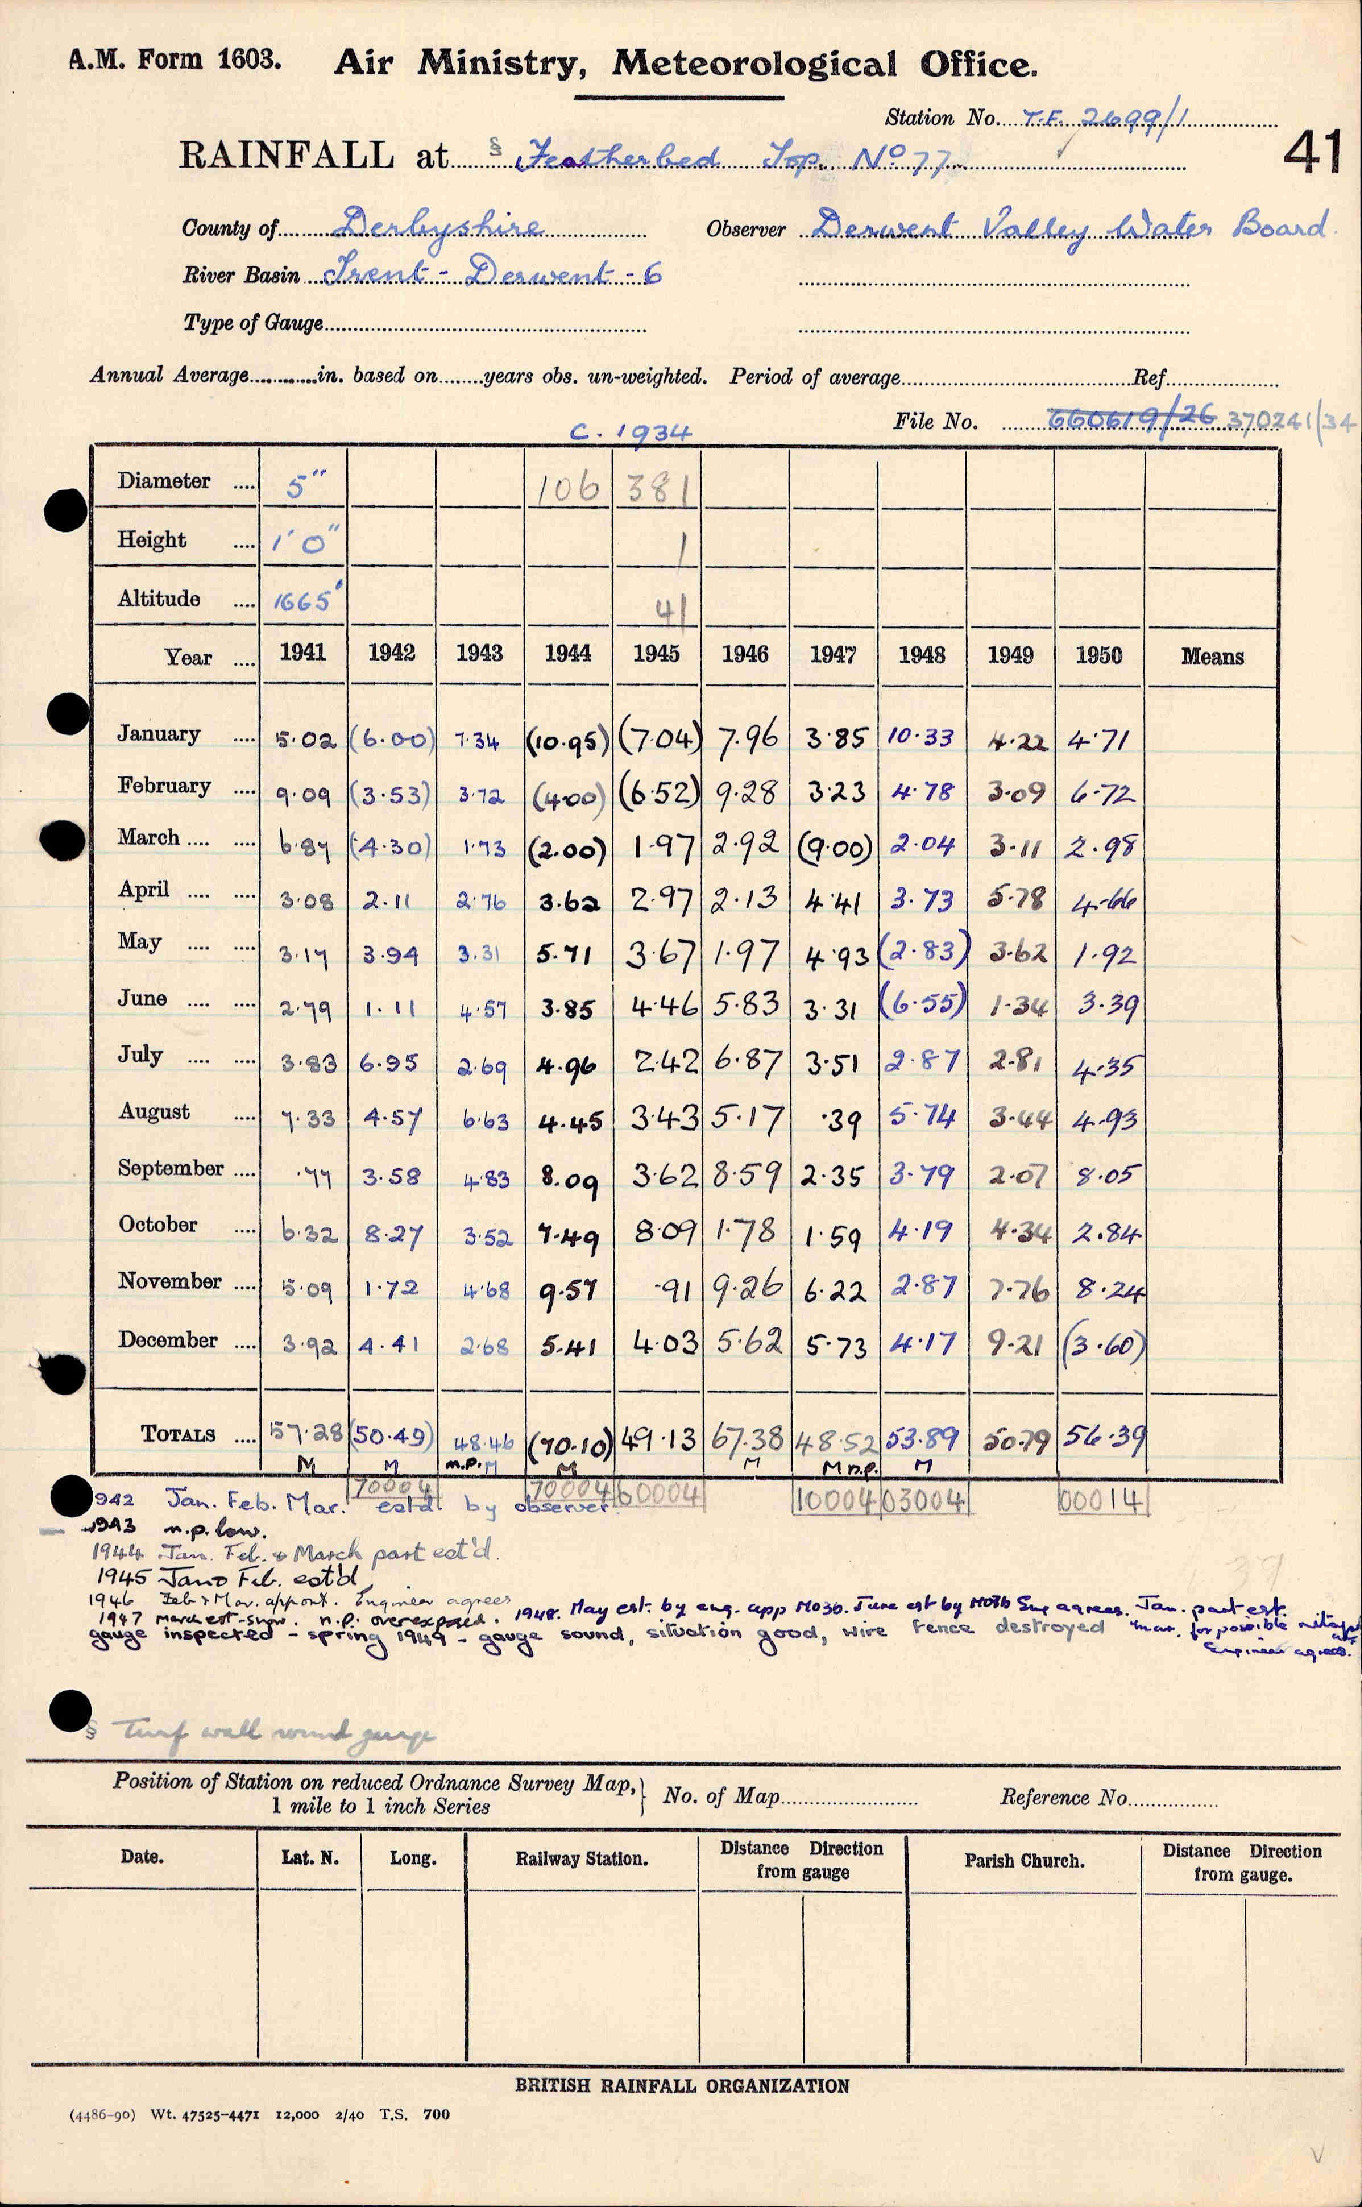 A.M. Form 1603. Air Ministry, Meteorological Office.
Station No. T.F. 2699/1
RAINFALL at § Featherbed Top. No 77 41
County of Derbyshire Observer Derwent Valley Water Board.
River Basin Trent - Derwent - 6
Type of Gauge
Annual Average in. based on years obs. un-weighted. Period of average Ref.
File No. 660619/26 370241/34
C. 1934
Diameter 5" 106 381
Height 1'0" 1
Altitude 1665' 41
Year 1941 1942 1943 1944 1945 1946 1947 1948 1949 1950 Means
January 5.02 (6.00) 7.34 (10.95) (7.04) 7.96 3.85 10.33 4.22 4.71
February 9.09 (3.53) 3.72 (4.00) (6.52) 9.28 3.23 4.78 3.09 6.72
March 6.87 (4.30) 1.73 (2.00) 1.97 2.92 (9.00) 2.04 3.11 2.98
April 3.08 2.11 2.76 3.62 2.97 2.13 4.41 3.73 5.78 4.66
May 3.17 3.94 3.31 5.71 3.67 1.97 4.93 (2.83) 3.62 1.92
June 2.79 1.11 4.57 3.85 4.46 5.83 3.31 (6.55) 1.34 3.39
July 3.83 6.95 2.69 4.96 2.42 6.87 3.51 2.87 2.81 4.35
August 7.33 4.57 6.63 4.45 3.43 5.17 .39 5.74 3.44 4.93
September .77 3.58 4.83 8.09 3.62 8.59 2.35 3.79 2.07 8.05
October 6.32 8.27 3.52 7.49 8.09 1.78 1.59 4.19 4.34 2.84
November 5.09 1.72 4.68 9.57 .91 9.26 6.22 2.87 7.76 8.24
December 3.92 4.41 2.68 5.41 4.03 5.62 5.73 4.17 9.21 (3.60)
TOTALS 57.28 (50.49) 48.46 (70.10) 49.13 67.38 48.52 53.89 50.79 56.39
M M m.p. M M M M n.p. M
70004 70004 60004 10004 03004 00014
1942 Jan. Feb. Mar. estd by observer.
1943 n.p. low.
1944 Jan. Feb. & March part est'd.
1945 Jan & Feb. est'd
1946 Feb & Mar. apport. Engineer agrees
1947 March est-snow. n.p. overexposed. 1948. May est. by eng. app MO3b. June est by MO3b Eng agrees. Jan. part est.
gauge inspected - spring 1949 - gauge sound, situation good, wire fence destroyed mar. for possible
Engineer agrees.
§ Turf wall round gauge
Position of Station on reduced Ordnance Survey Map, No. of Map Reference No.
1 mile to 1 inch Series
Date. Lat. N. Long. Railway Station. Distance Direction Parish Church. Distance Direction
from gauge from gauge.
BRITISH RAINFALL ORGANIZATION
(4486-90) Wt. 47525-4471 12,000 2/40 T.S. 700